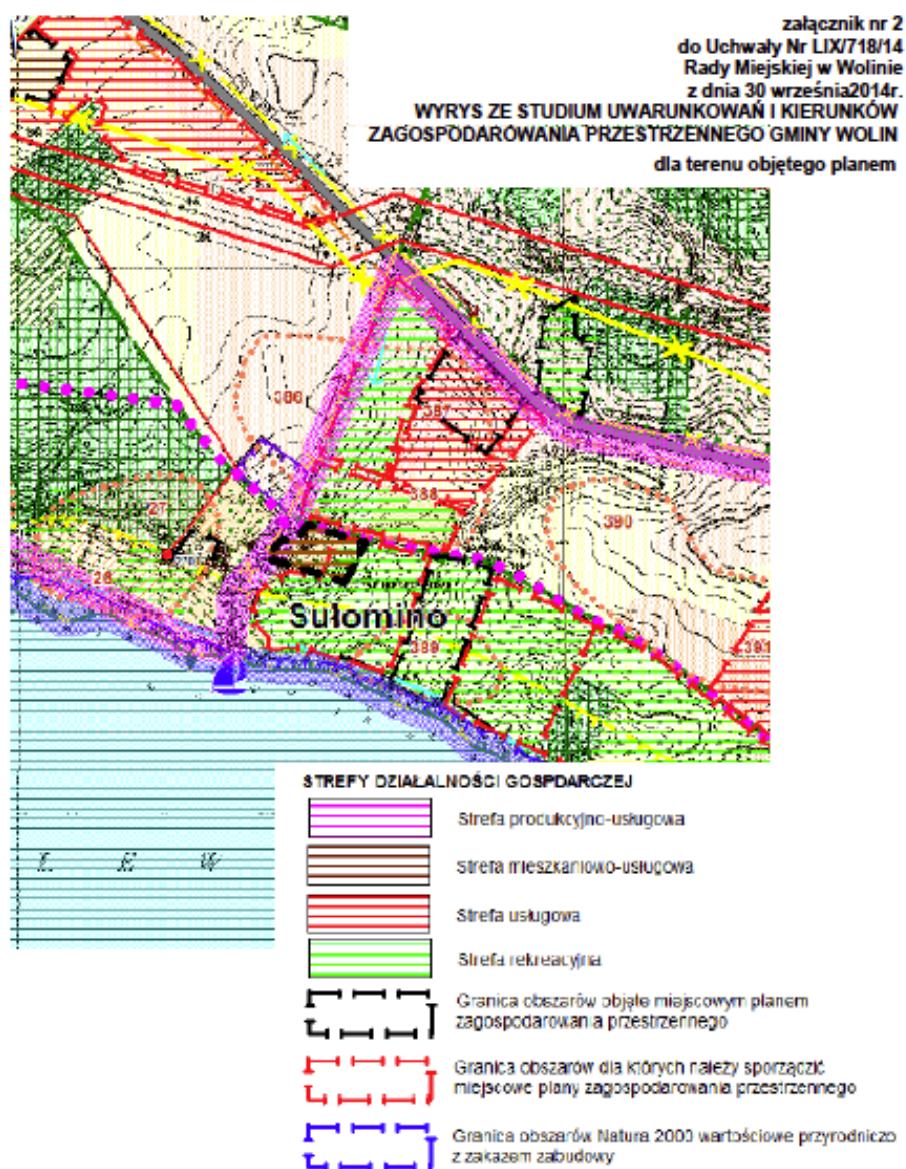 załącznik nr 2
do Uchwały Nr LIX/718/14
Rady Miejskiej w Wolinie
z dnia 30 września2014r.
WYRYS ZE STUDIUM UWARUNKOWAŃ I KIERUNKÓW
ZAGOSPODAROWANIA PRZESTRZENNEGO GMINY WOLIN
dla terenu objętego planem
386
387
388
27
390
26
Sułomino
389
391
STREFY DZIAŁALNOŚCI GOSPDARCZEJ
Strefa produkcyjno-usługowa
Strefa mieszkaniowo-usługowa
L E W
Strefa usługowa
Strefa rekreacyjna
Granica obszarów objęte miejscowym planem
zagospodarowania przestrzennego
Granica obszarów dla których należy sporządzić
miejscowe plany zagospodarowania przestrzennego
Granica obszarów Natura 2000 wartościowe przyrodniczo
z zakazem zabudowy